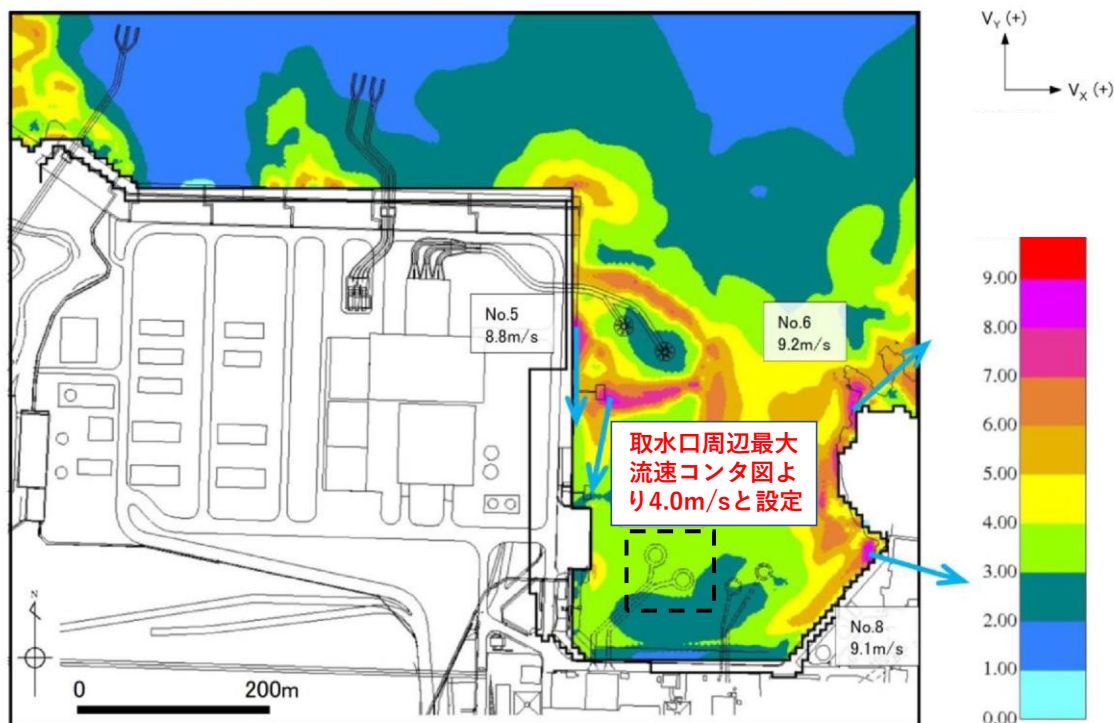 V_Y (+)
V_X (+)
No.5
8.8m/s
No.6
9.2m/s
取水口周辺最大
流速コンタ図よ
り4.0m/sと設定
No.8
9.1m/s
N
0 200m
9.00
8.00
7.00
6.00
5.00
4.00
3.00
2.00
1.00
0.00